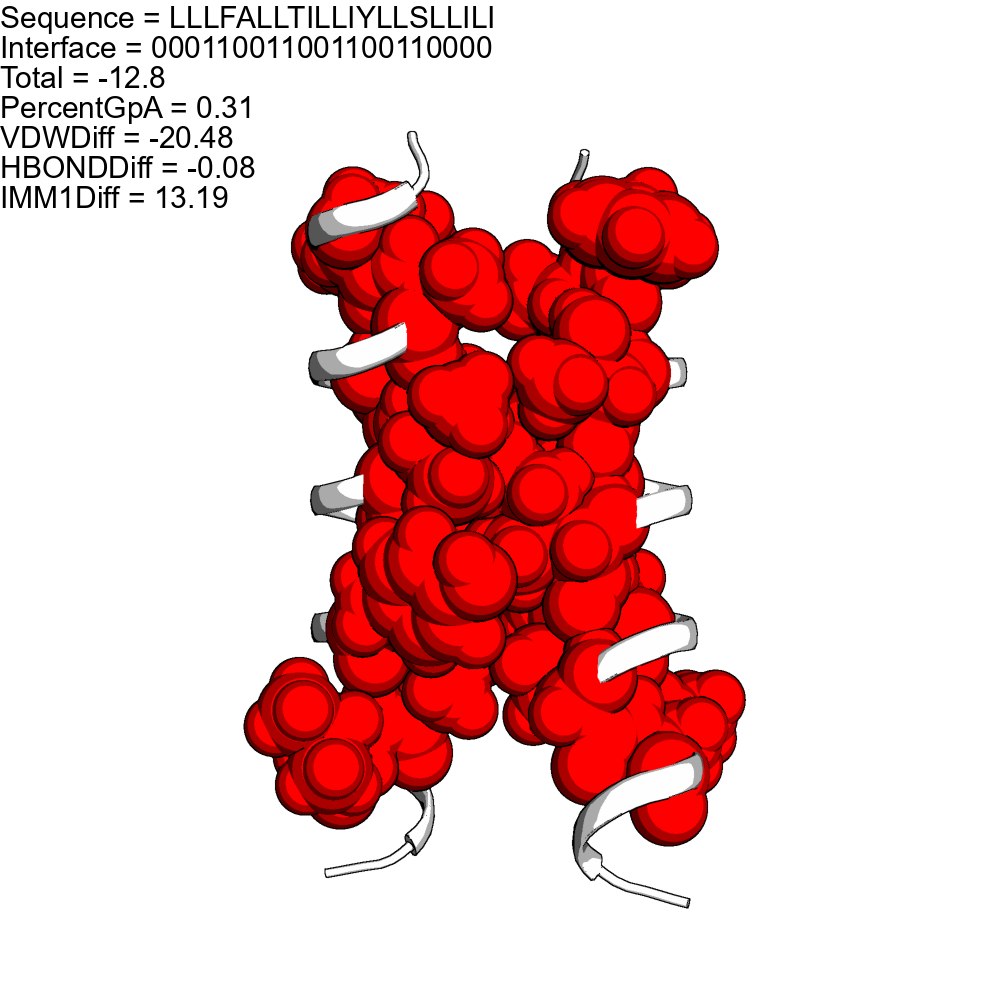 Sequence = LLLFALLTILLIYLLSLLILI
Interface = 000110011001100110000
Total = -12.8
PercentGpA = 0.31
VDWDiff = -20.48
HBONDDiff = -0.08
IMM1Diff = 13.19